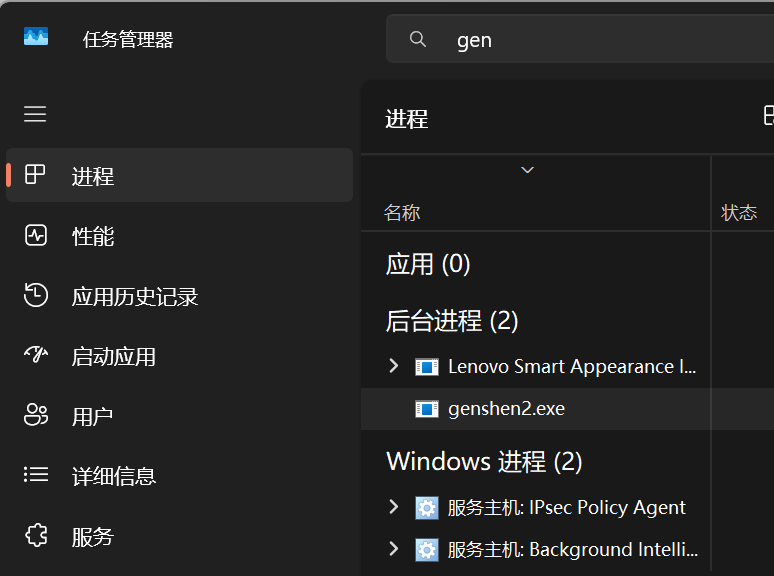 任务管理器
gen
进程
性能
应用历史记录
启动应用
用户
详细信息
服务
进程
名称
状态
应用 (0)
后台进程 (2)
Lenovo Smart Appearance I...
genshen2.exe
Windows 进程 (2)
服务主机: IPsec Policy Agent
服务主机: Background Intelli...